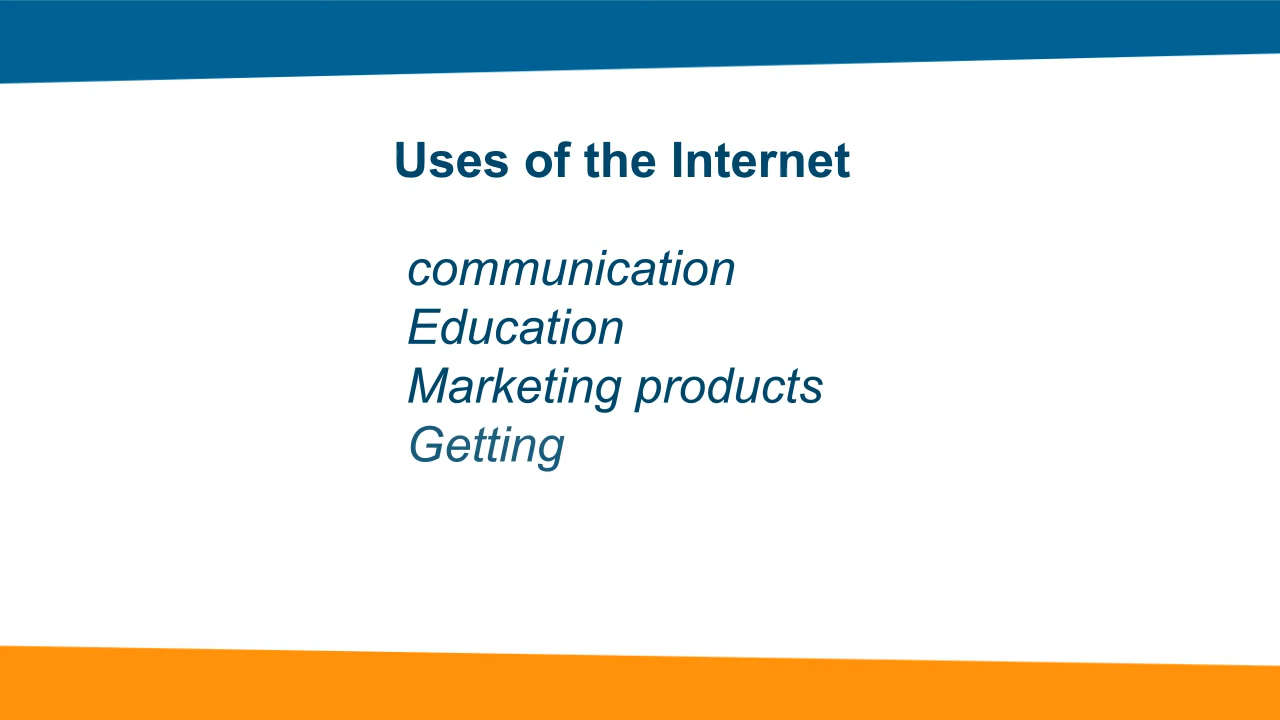 Uses of the Internet
communication
Education
Marketing products
Getting